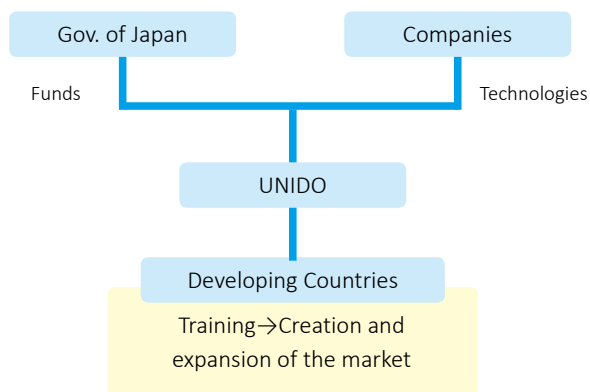 Gov. of Japan
Companies
Funds
Technologies
UNIDO
Developing Countries
Training→Creation and
expansion of the market